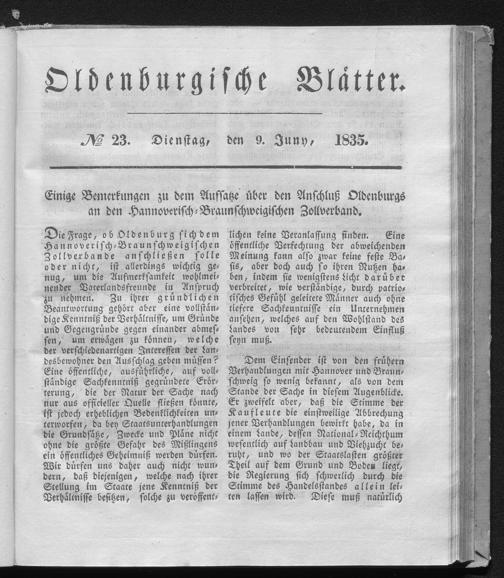 Oldenburgische Blätter.
№ 23. Dienstag, den 9. Juny, 1835.
Einige Bemerkungen zu dem Aufsatze über den Anschluß Oldenburgs
an den Hannoverisch-Braunschweigischen Zollverband.
Die Frage, ob Oldenburg sich dem
Hannoverisch-Braunschweigischen
Zollverbande anschließen solle
oder nicht, ist allerdings wichtig ge-
nug, um die Aufmerksamkeit wohlmei-
nender Vaterlandsfreunde in Anspruch
zu nehmen. Zu ihrer gründlichen
Beantwortung gehört aber eine vollstän-
dige Kenntniß der Verhältnisse, um Gründe
und Gegengründe gegen einander abmes-
sen, um erwägen zu können, welche
der verschiedenartigen Interessen der Lan-
desbewohner den Ausschlag geben müssen?
Eine öffentliche, ausführliche, auf voll-
ständige Sachkenntniß gegründete Erör-
terung, die der Natur der Sache nach
nur aus officieller Quelle fließen könnte,
ist jedoch erheblichen Bedenklichkeiten un-
terworfen, da bey Staatsunterhandlungen
die Grundsätze, Zwecke und Pläne nicht
ohne die größte Gefahr des Mißlingens
ein öffentliches Geheimniß werden dürfen.
Wir dürfen uns daher auch nicht wun-
dern, daß diejenigen, welche nach ihrer
Stellung im Staate jene Kenntniß der
Verhältnisse besitzen, solche zu veröffent-
lichen keine Veranlassung finden. Eine
öffentliche Verfechtung der abweichenden
Meinung kann also zwar keine feste Ba-
sis, aber doch auch so ihren Nutzen ha-
ben, indem sie wenigstens Licht darüber
verbreitet, wie verständige, durch patrio-
tisches Gefühl geleitete Männer auch ohne
tiefere Sachkenntnisse ein Unternehmen
ansehen, welches auf den Wohlstand des
Landes von sehr bedeutendem Einfluß
seyn muß.
Dem Einsender ist von den frühern
Verhandlungen mit Hannover und Braun-
schweig so wenig bekannt, als von dem
Stande der Sache in diesem Augenblicke.
Er zweifelt aber, daß die Stimme der
Kaufleute die einstweilige Abbrechung
jener Verhandlungen bewirkt habe, da in
einem Lande, dessen National-Reichthum
wesentlich auf Landbau und Viehzucht be-
ruht, und wo der Staatslasten größter
Theil auf dem Grund und Boden liegt,
die Regierung sich schwerlich durch die
Stimme des Handelsstandes allein lei-
ten lassen wird. Diese muß natürlich